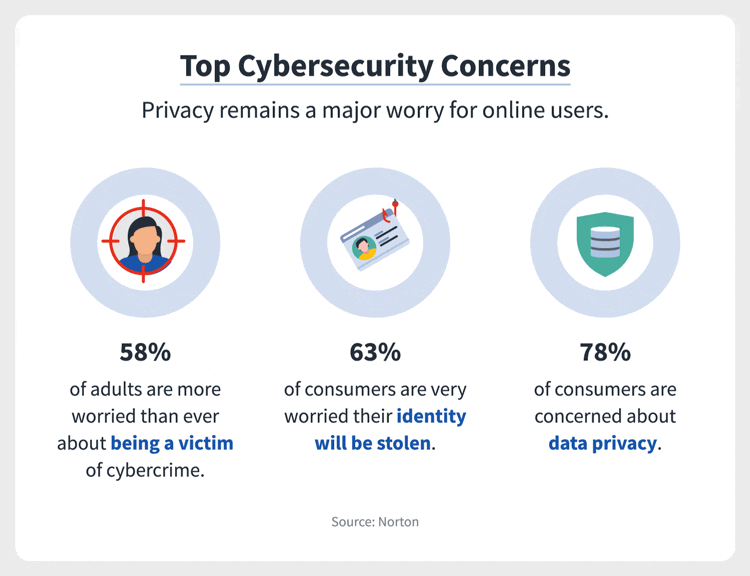 Top Cybersecurity Concerns
Privacy remains a major worry for online users.
58%
of adults are more
worried than ever
about being a victim
of cybercrime.
63%
of consumers are very
worried their identity
will be stolen.
78%
of consumers are
concerned about
data privacy.
Source: Norton